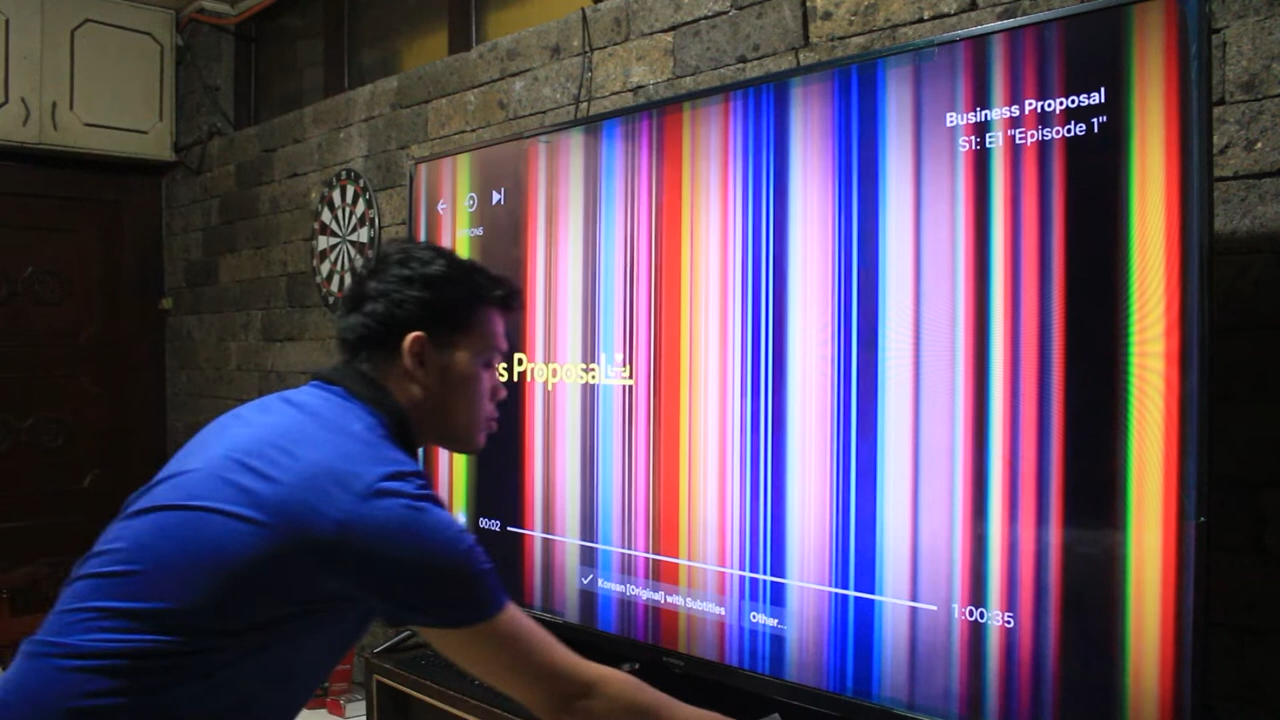 Business Proposal
S1: E1 "Episode 1"
s Proposal
00:02
1:00:35
Korean [Original] with Subtitles
Other...